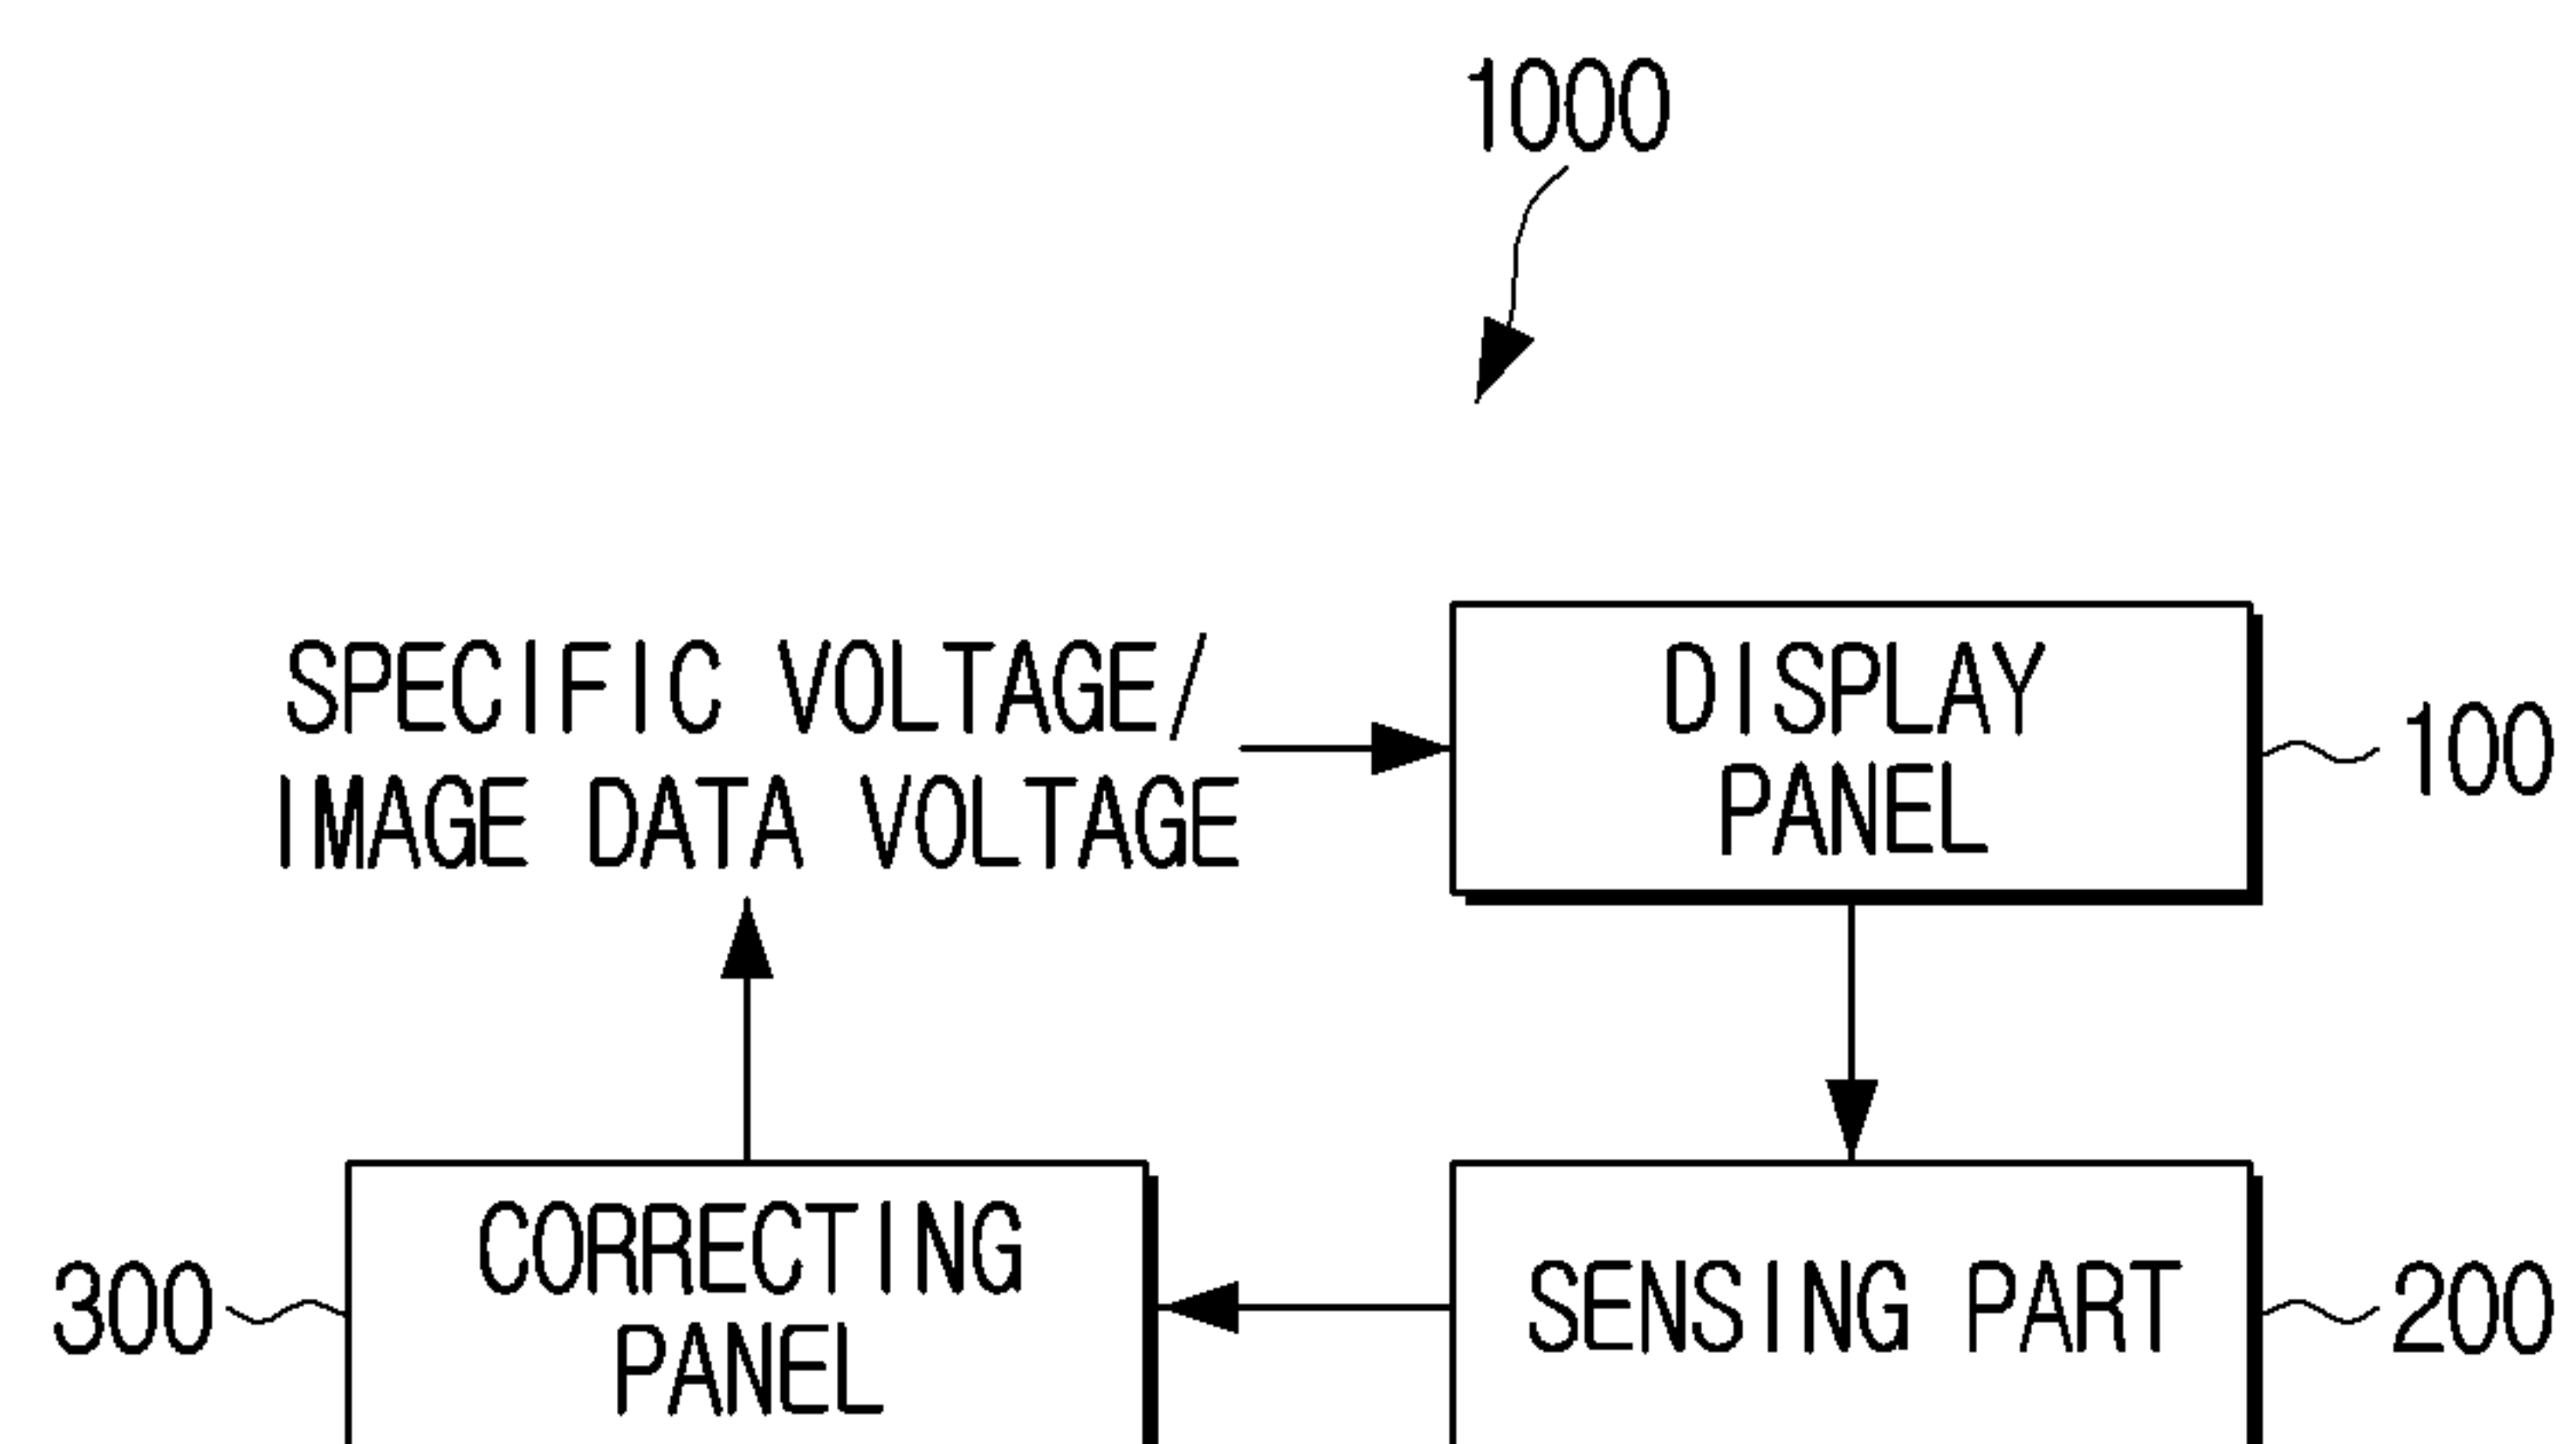 1000
SPECIFIC VOLTAGE/
IMAGE DATA VOLTAGE
DISPLAY
PANEL
100
300
CORRECTING
PANEL
SENSING PART
200